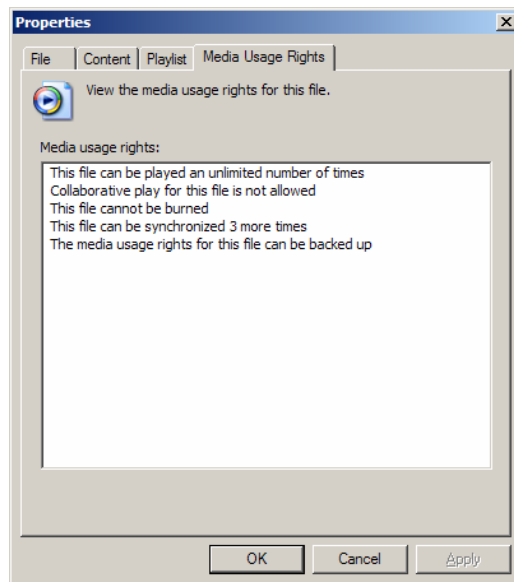 Properties
File
Content
Playlist
Media Usage Rights
View the media usage rights for this file.
Media usage rights:
This file can be played an unlimited number of times
Collaborative play for this file is not allowed
This file cannot be burned
This file can be synchronized 3 more times
The media usage rights for this file can be backed up
OK
Cancel
Apply